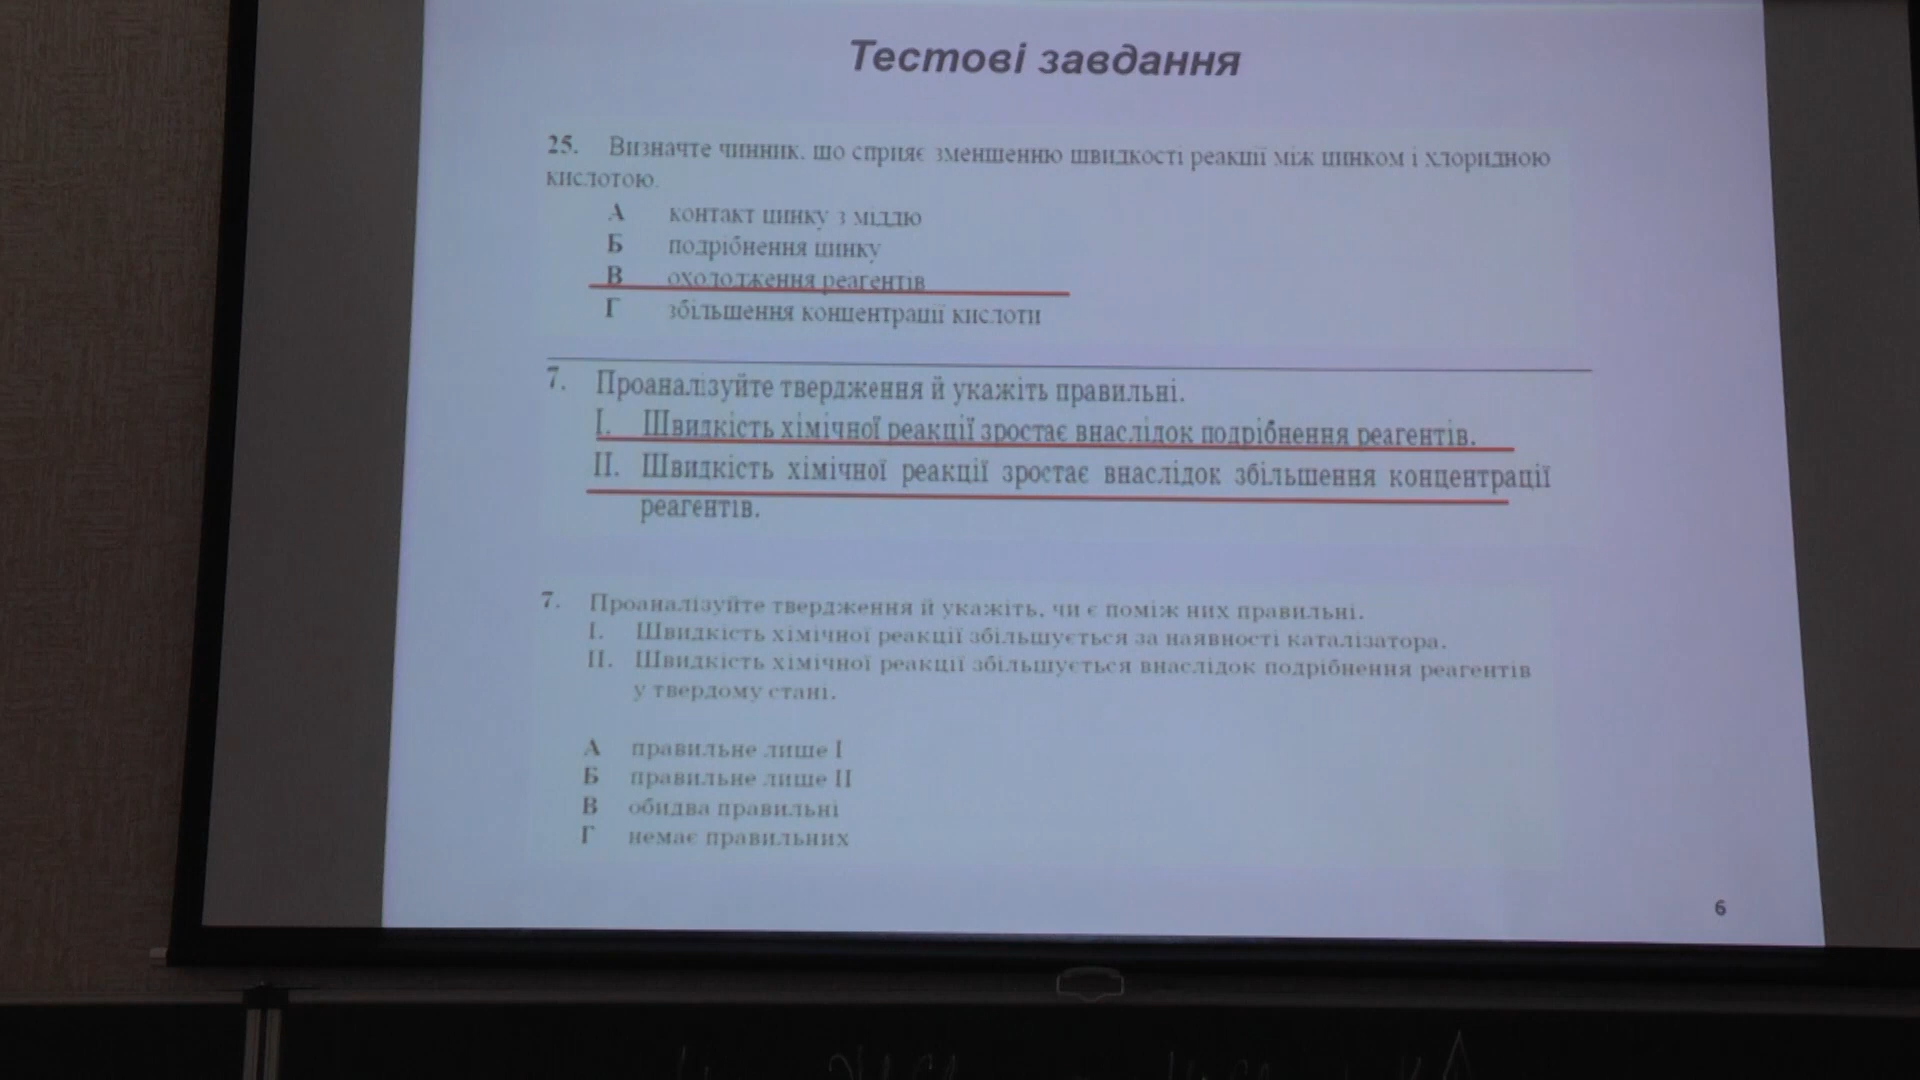 Тестові завдання
25. Визначте чинник, що сприяє зменшенню швидкості реакції між цинком і хлоридною
кислотою.
А контакт цинку з міддю
Б подрібнення цинку
В охолодження реагентів
Г збільшення концентрації кислоти
7. Проаналізуйте твердження й укажіть правильні.
I. Швидкість хімічної реакції зростає внаслідок подрібнення реагентів.
II. Швидкість хімічної реакції зростає внаслідок збільшення концентрації
реагентів.
7. Проаналізуйте твердження й укажіть, чи є поміж них правильні.
I. Швидкість хімічної реакції збільшується за наявності каталізатора.
II. Швидкість хімічної реакції збільшується внаслідок подрібнення реагентів
у твердому стані.
А правильне лише I
Б правильне лише II
В обидва правильні
Г немає правильних
6